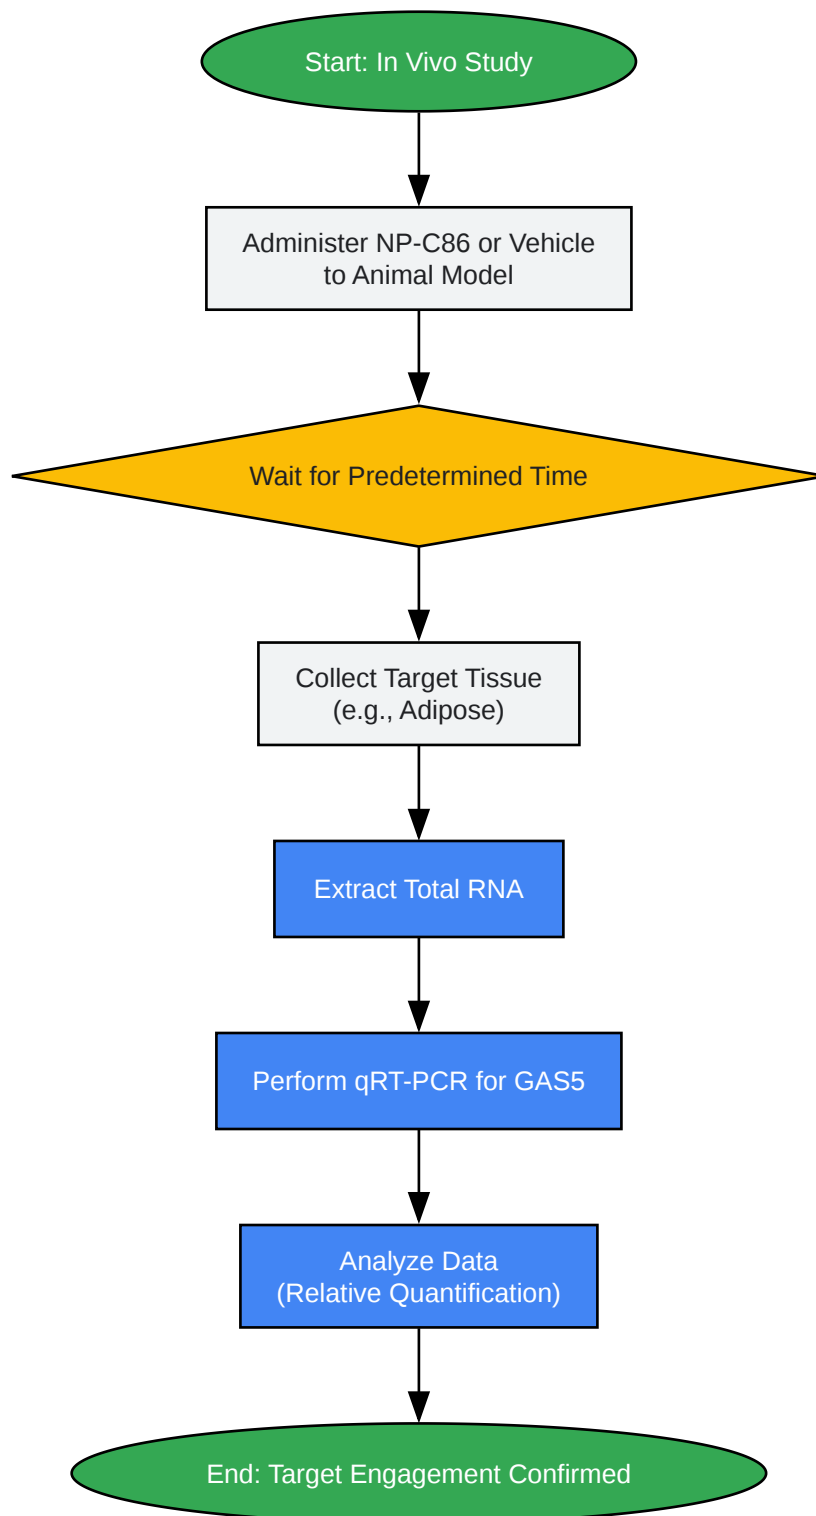 Start: In Vivo Study
Administer NP-C86 or Vehicle
to Animal Model
Wait for Predetermined Time
Collect Target Tissue
(e.g., Adipose)
Extract Total RNA
Perform qRT-PCR for GAS5
Analyze Data
(Relative Quantification)
End: Target Engagement Confirmed